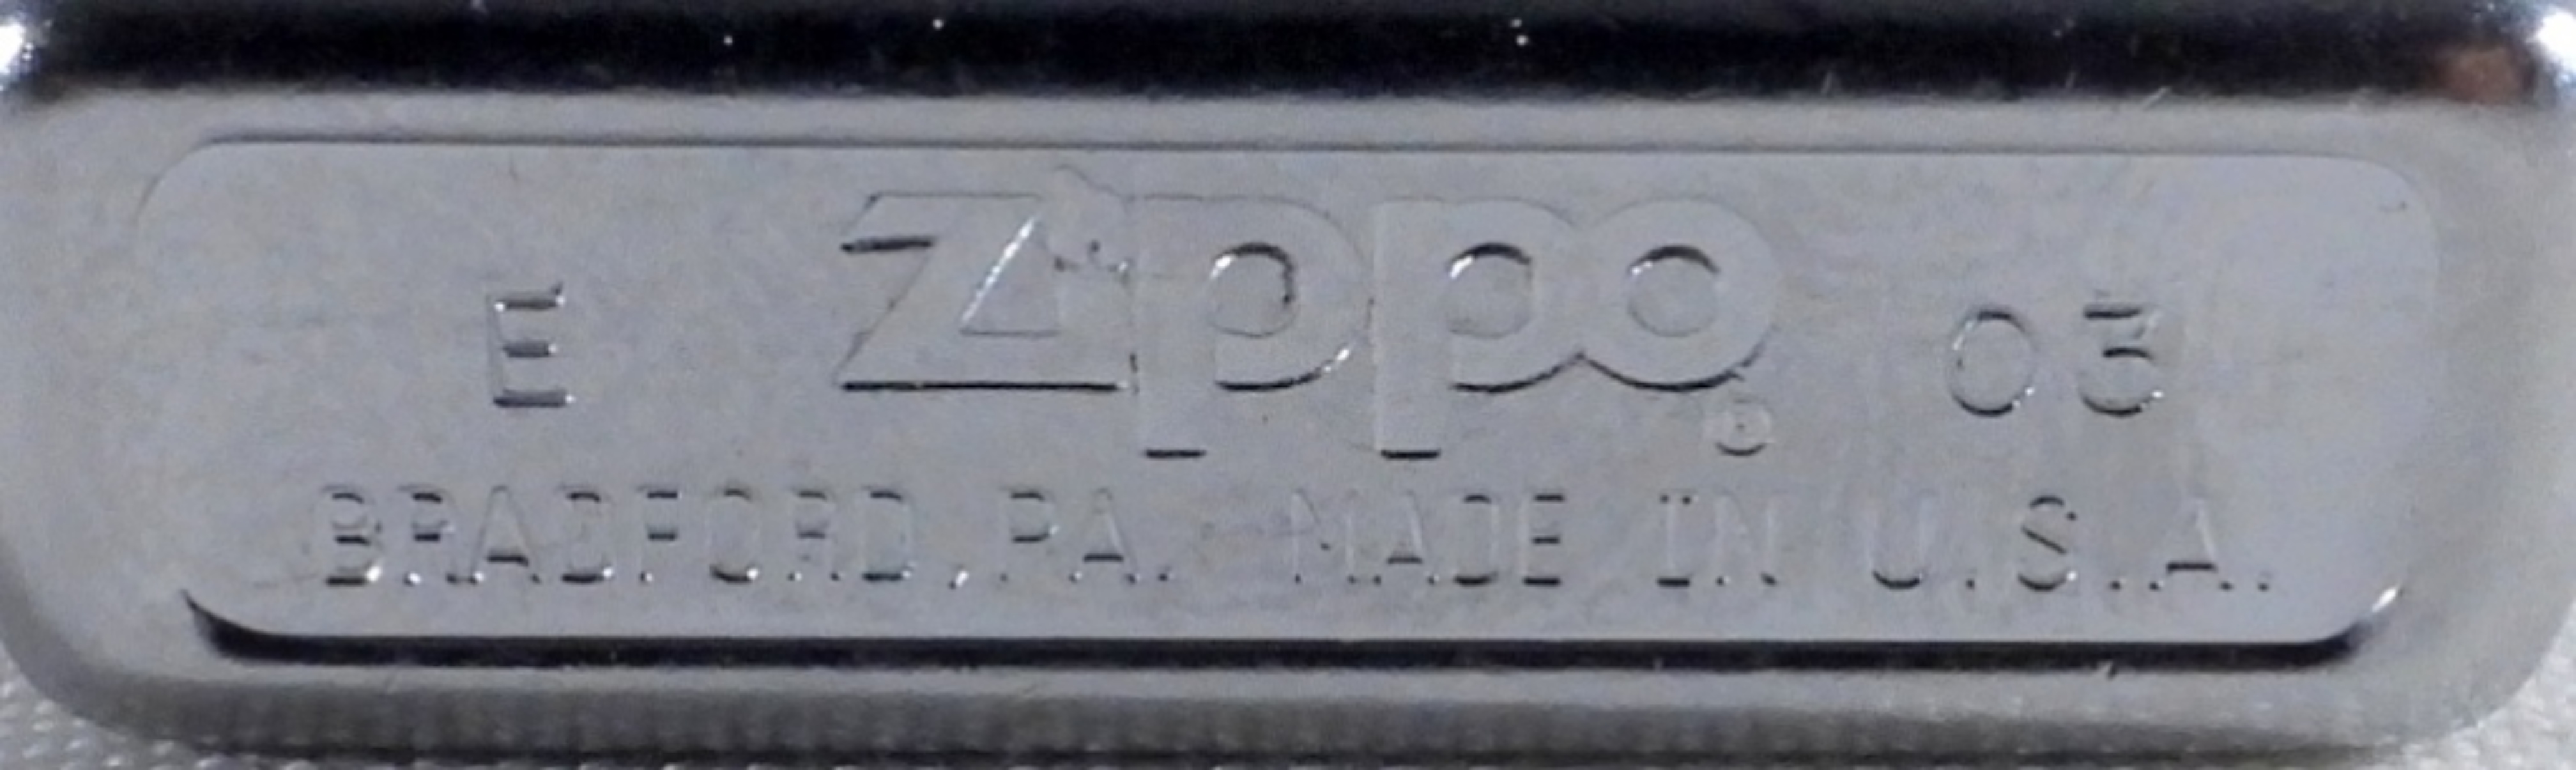 E Zippo ® 03
BRADFORD, PA. MADE IN U.S.A.